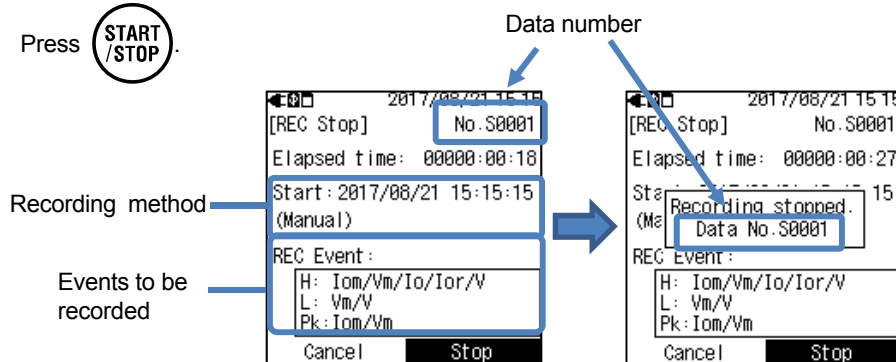 Data number
Press START
/STOP.
2017/08/21 15:15
[REC Stop] No.S0001
Elapsed time: 00000:00:18
Start:2017/08/21 15:15:15
(Manual)
REC Event:
H: Iom/Vm/Io/Ior/V
L: Vm/V
Pk:Iom/Vm
Cancel Stop
Recording method
Events to be
recorded
2017/08/21 15:15
[REC Stop] No.S0001
Elapsed time: 00000:00:27
Sta 15
Recording stopped.
(Ma
Data No.S0001
REC Event:
H: Iom/Vm/Io/Ior/V
L: Vm/V
Pk:Iom/Vm
Cancel Stop